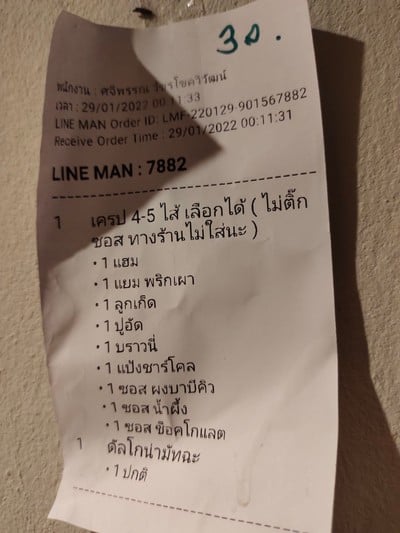 30.
พนักงาน : ศจีพรรณ วัชรโชควิวัฒน์
เวลา : 29/01/2022 00:11:33
LINE MAN Order ID: LMF-220129-901567882
Receive Order Time : 29/01/2022 00:11:31
LINE MAN : 7882
1 เครป 4-5 ไส้ เลือกได้ ( ไม่ติ๊ก
ซอส ทางร้านไม่ใส่นะ )
• 1 แฮม
• 1 แยม พริกเผา
• 1 ลูกเก็ด
• 1 ปูอัด
• 1 บราวนี่
• 1 แป้งชาร์โคล
• 1 ซอส ผงบาบีคิว
• 1 ซอส น้ำผึ้ง
• 1 ซอส ช็อคโกแลต
1 ดัลโกน่ามัทฉะ
• 1 ปกติ